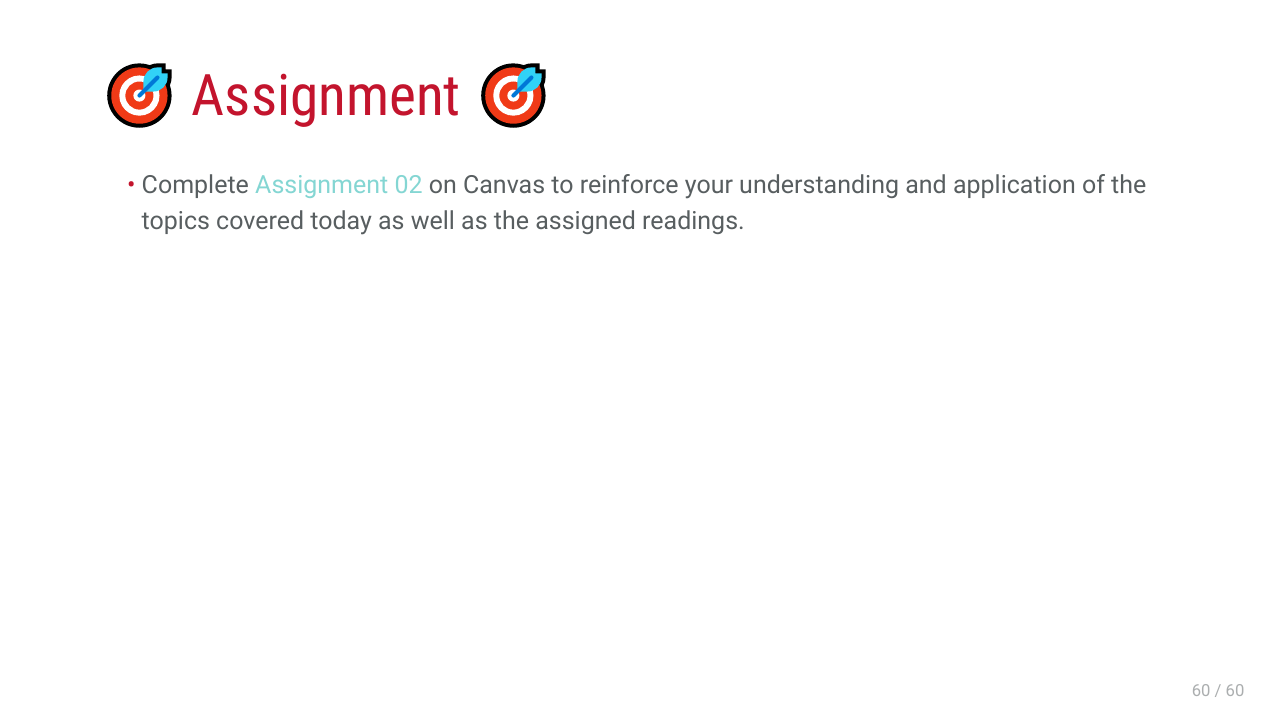 🎯 Assignment 🎯
• Complete Assignment 02 on Canvas to reinforce your understanding and application of the
topics covered today as well as the assigned readings.
60 / 60